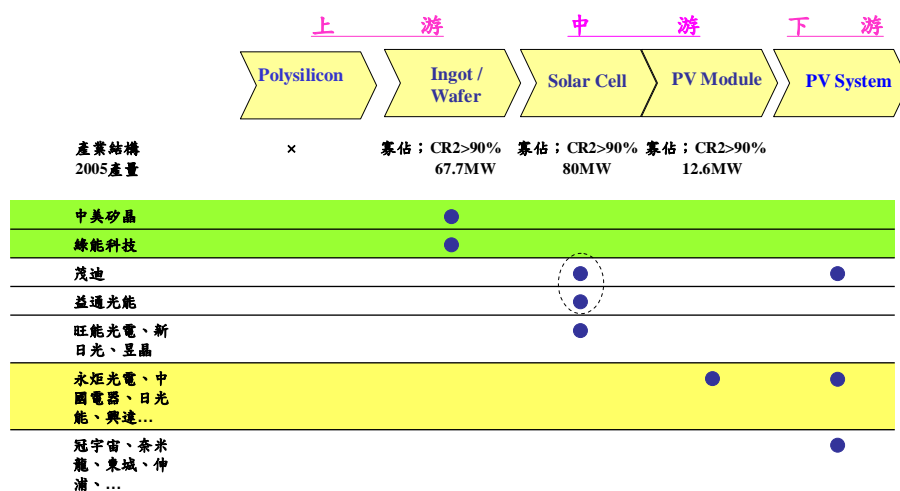 上 游 中 游 下 游
Polysilicon
Ingot /
Wafer
Solar Cell
PV Module
PV System
產業結構 × 寡佔；CR2>90% 寡佔；CR2>90% 寡佔；CR2>90%
2005產量 67.7MW 80MW 12.6MW
中美矽晶
綠能科技
茂迪
益通光能
旺能光電、新
日光、昱晶
永炬光電、中
國電器、日光
能、興達…
冠宇宙、奈米
龍、東城、伸
浦、…